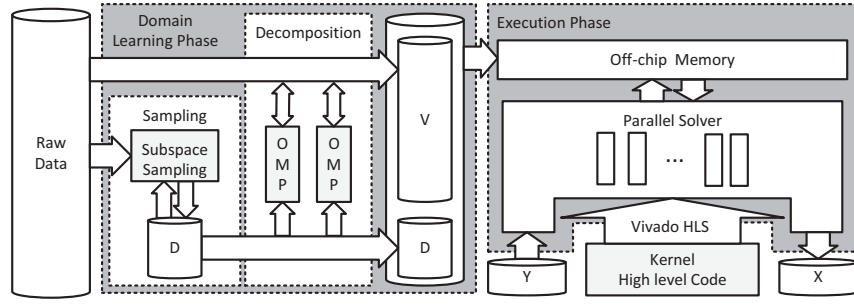 Raw
Data
Domain
Learning Phase
Decomposition
Sampling
Subspace
Sampling
D
O
M
P
O
M
P
V
D
Execution Phase
Off-chip Memory
Parallel Solver
...
Vivado HLS
Kernel
High level Code
Y
X